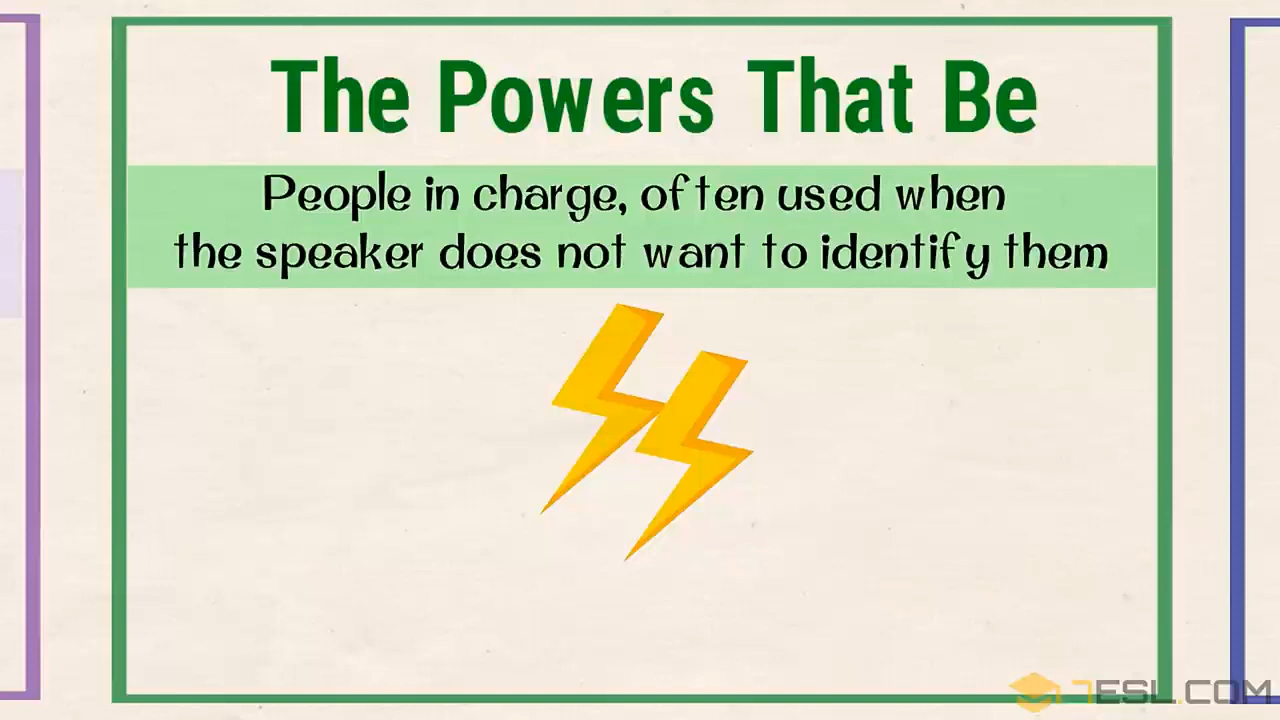 The Powers That Be
People in charge, often used when
the speaker does not want to identify them
7ESL.COM